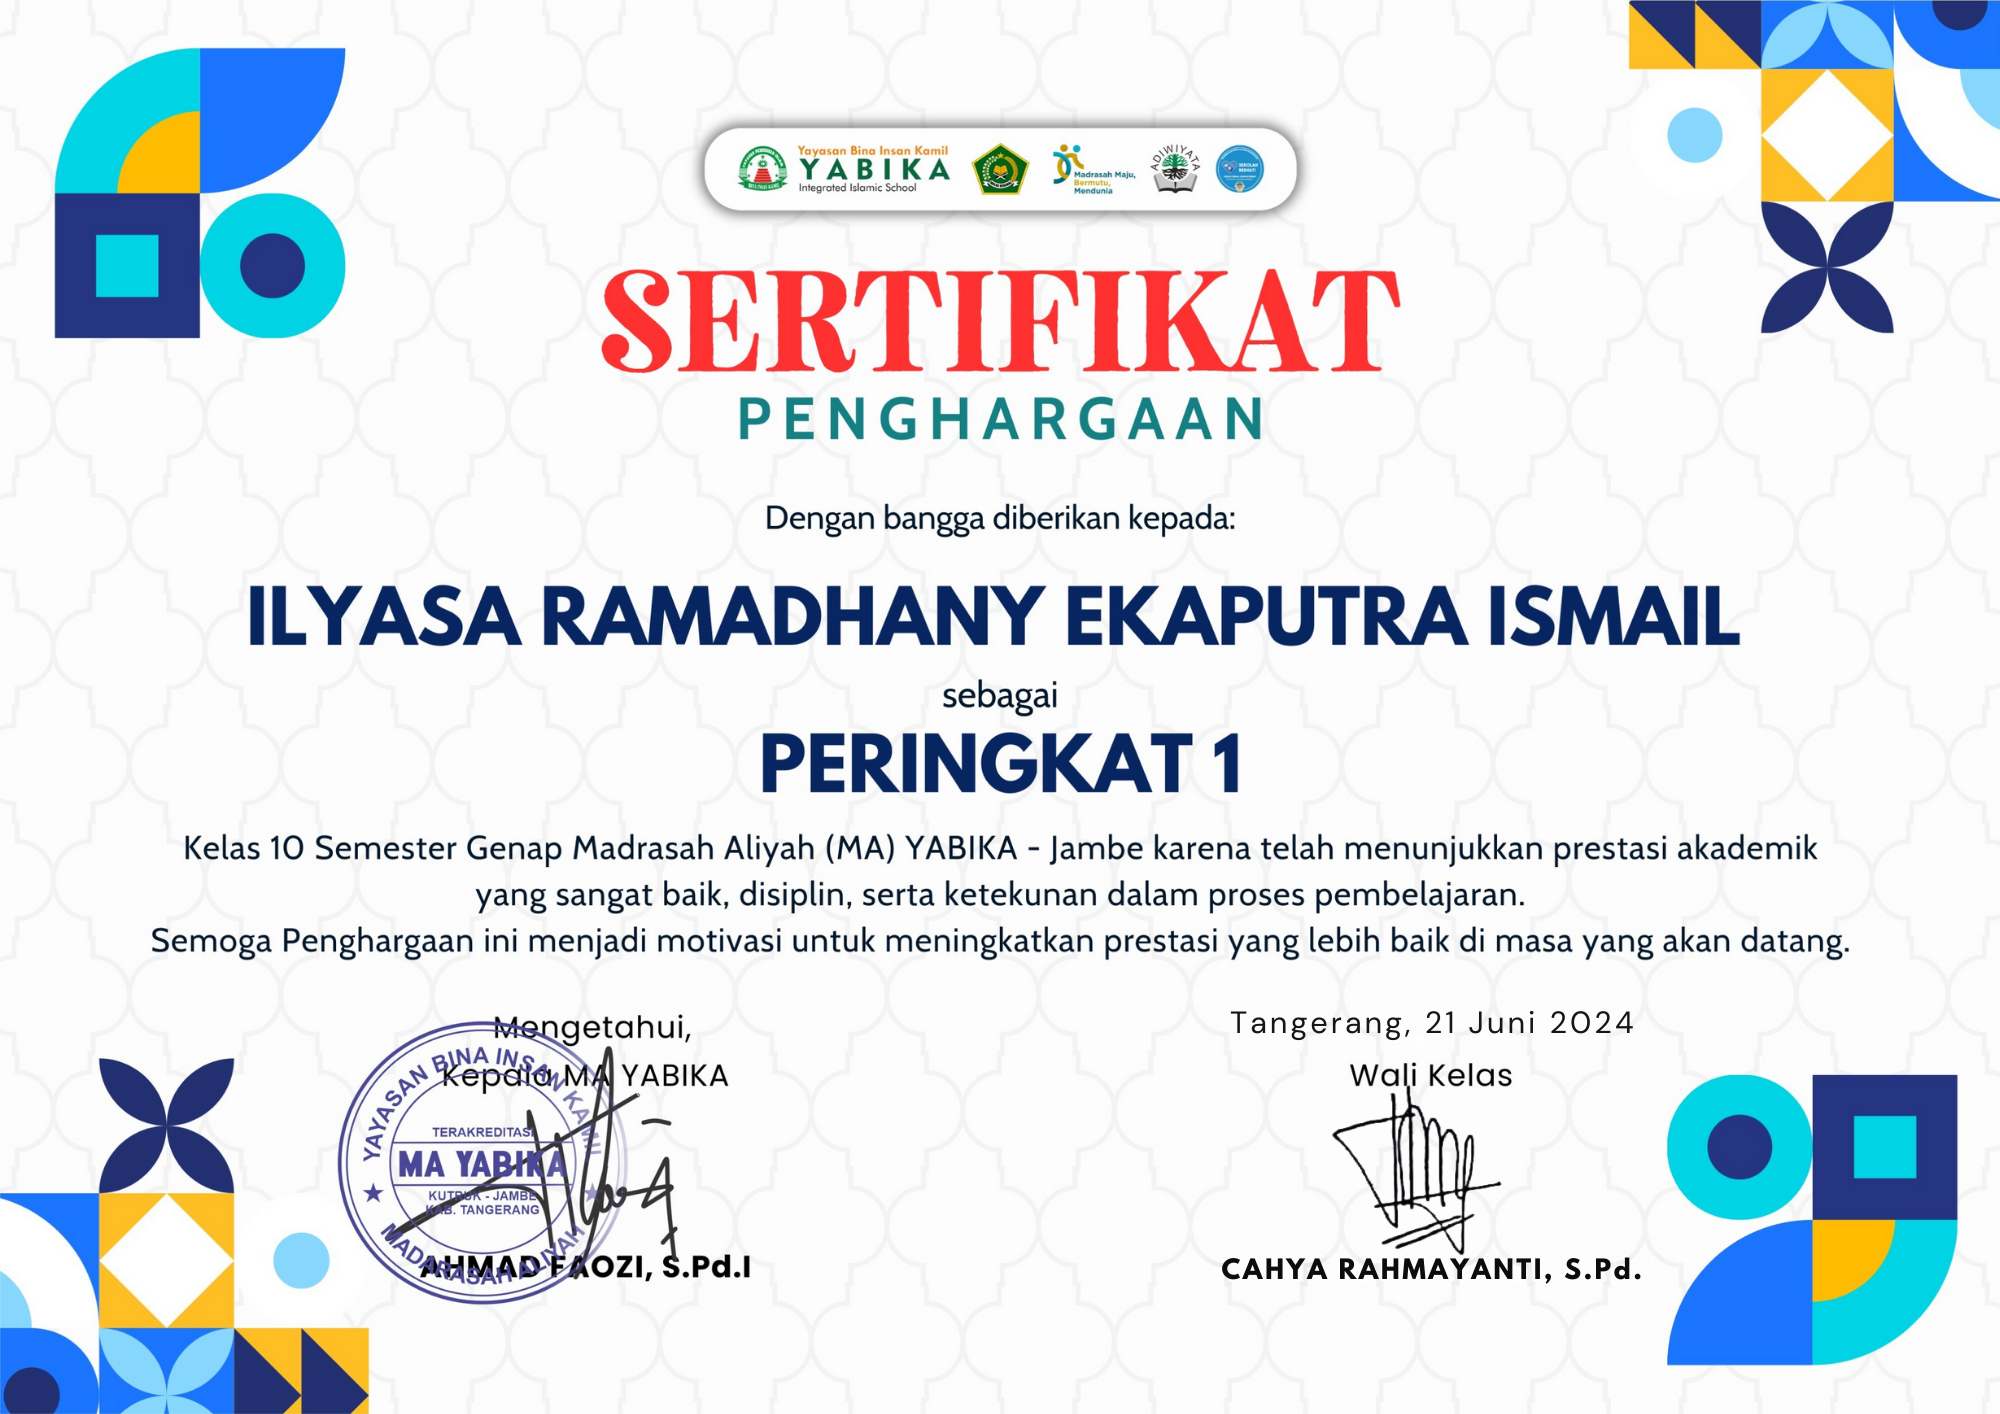 Yayasan Bina Insan Kamil
YABIKA
Integrated Islamic School
Madrasah Maju,
Bermutu,
Mendunia
ADIWIYATA
SERTIFIKAT
PENGHARGAAN
Dengan bangga diberikan kepada:
ILYASA RAMADHANY EKAPUTRA ISMAIL
sebagai
PERINGKAT 1
Kelas 10 Semester Genap Madrasah Aliyah (MA) YABIKA - Jambe karena telah menunjukkan prestasi akademik
yang sangat baik, disiplin, serta ketekunan dalam proses pembelajaran.
Semoga Penghargaan ini menjadi motivasi untuk meningkatkan prestasi yang lebih baik di masa yang akan datang.
Mengetahui,
Kepala MA YABIKA
YAYASAN BINA INSAN KAMIL
TERAKREDITASI
MA YABIKA
KUTRUK - JAMBE
KAB. TANGERANG
MADARASAH ALIYAH
AHMAD FAOZI, S.Pd.I
Tangerang, 21 Juni 2024
Wali Kelas
CAHYA RAHMAYANTI, S.Pd.